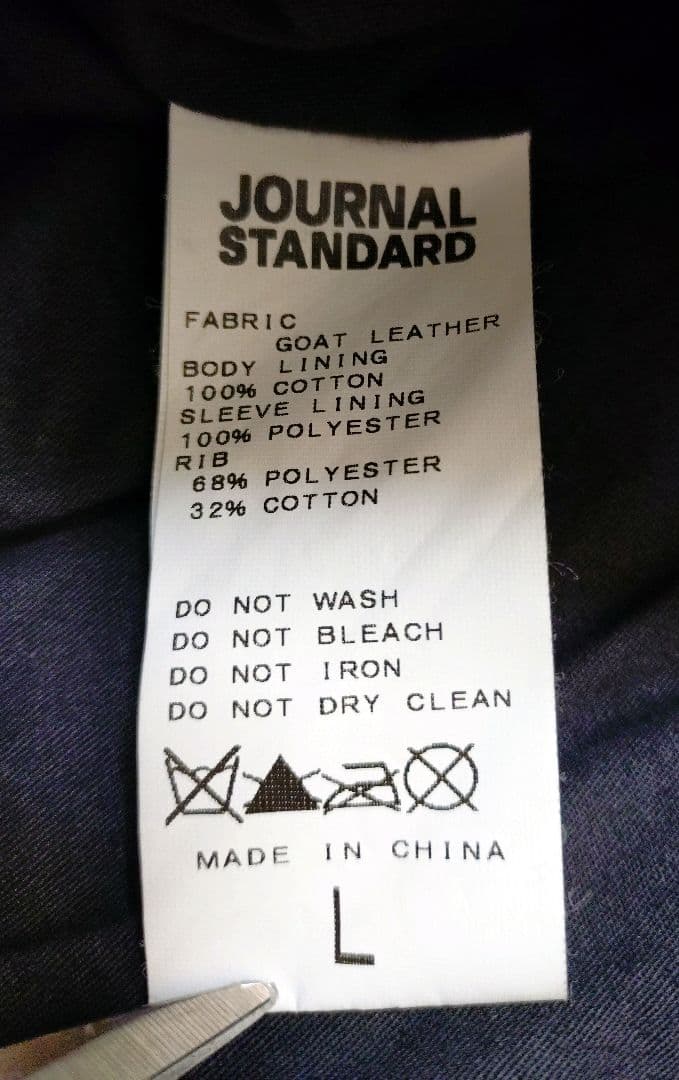 JOURNAL
STANDARD
FABRIC
GOAT LEATHER
BODY LINING
100% COTTON
SLEEVE LINING
100% POLYESTER
RIB
68% POLYESTER
32% COTTON
DO NOT WASH
DO NOT BLEACH
DO NOT IRON
DO NOT DRY CLEAN
MADE IN CHINA
L